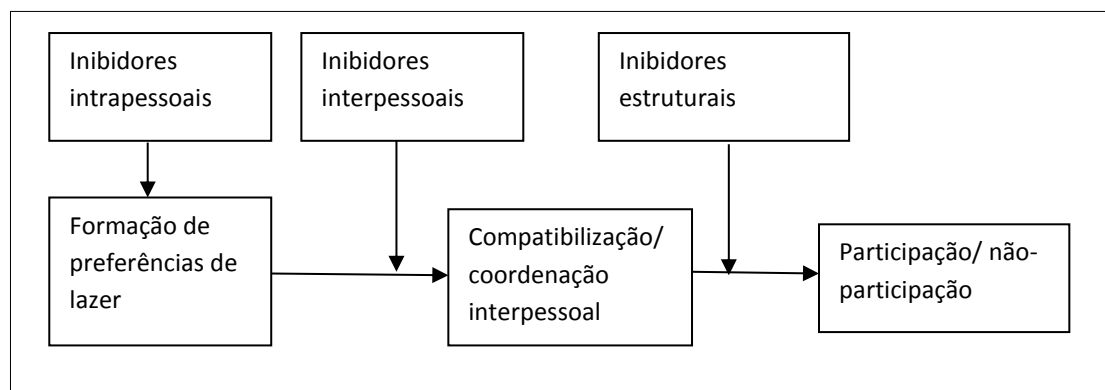 Inibidores
intrapessoais
Inibidores
interpessoais
Inibidores
estruturais
Formação de
preferências de
lazer
Compatibilização/
coordenação
interpessoal
Participação/ não-
participação